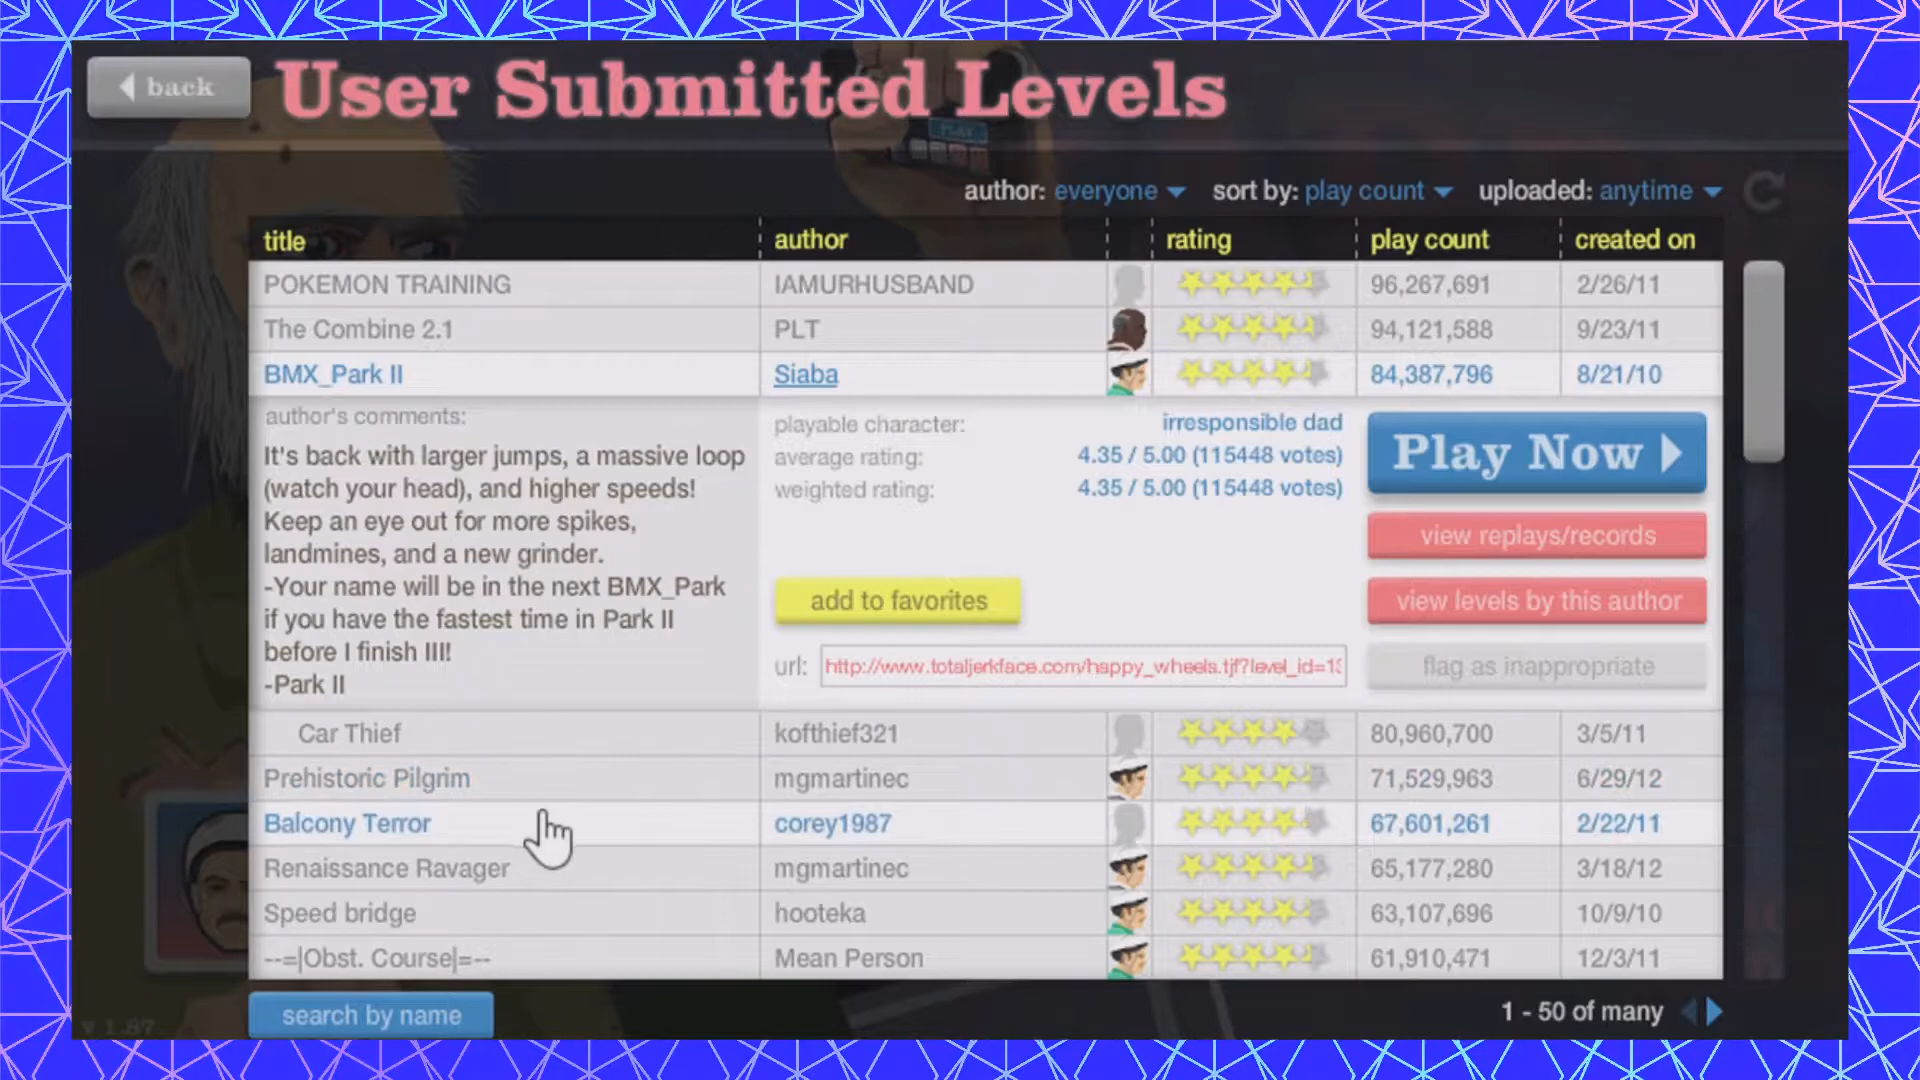 back
User Submitted Levels
PLAY
author: everyone sort by: play count uploaded: anytime
title author rating play count created on
POKEMON TRAINING IAMURHUSBAND 96,267,691 2/26/11
The Combine 2.1 PLT 94,121,588 9/23/11
BMX_Park II Siaba 84,387,796 8/21/10
author's comments:
It's back with larger jumps, a massive loop
(watch your head), and higher speeds!
Keep an eye out for more spikes,
landmines, and a new grinder.
-Your name will be in the next BMX_Park
if you have the fastest time in Park II
before I finish III!
-Park II
playable character: irresponsible dad
average rating: 4.35 / 5.00 (115448 votes)
weighted rating: 4.35 / 5.00 (115448 votes)
add to favorites
url: http://www.totaljerkface.com/happy_wheels.tjf?level_id=1
Play Now
view replays/records
view levels by this author
flag as inappropriate
Car Thief kofthief321 80,960,700 3/5/11
Prehistoric Pilgrim mgmartinec 71,529,963 6/29/12
Balcony Terror corey1987 67,601,261 2/22/11
Renaissance Ravager mgmartinec 65,177,280 3/18/12
Speed bridge hooteka 63,107,696 10/9/10
--=|Obst. Course|=-- Mean Person 61,910,471 12/3/11
v 1.87
search by name
1 - 50 of many